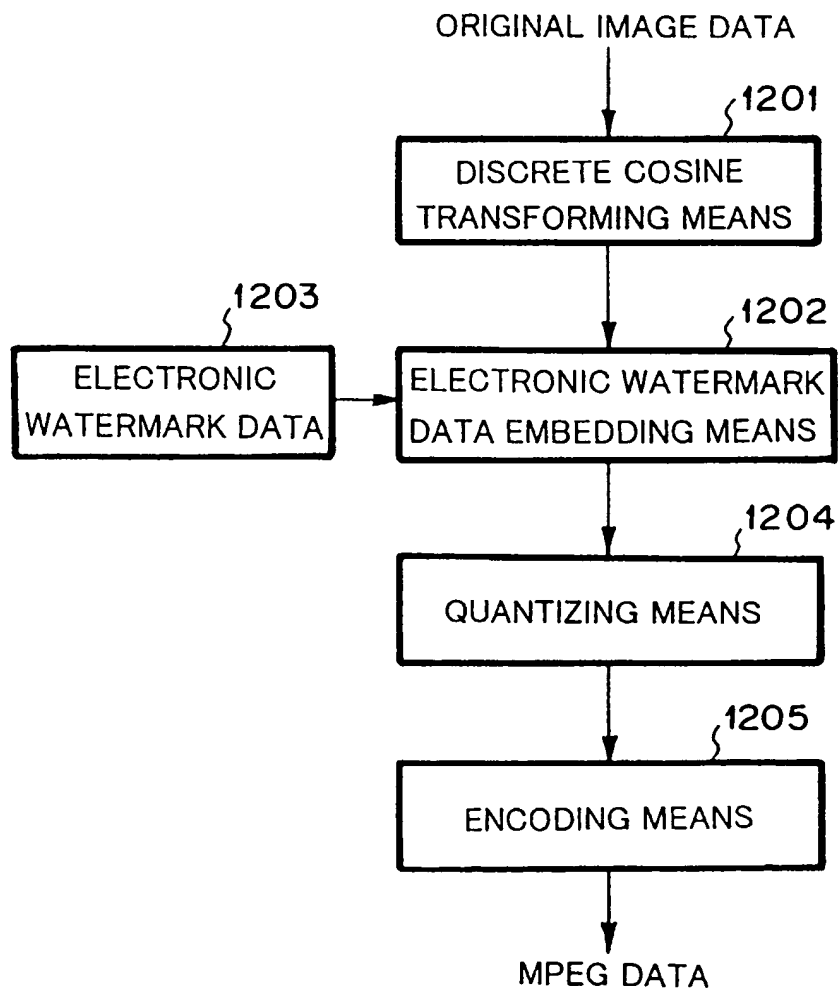 ORIGINAL IMAGE DATA
1201
DISCRETE COSINE
TRANSFORMING MEANS
1203
ELECTRONIC
WATERMARK DATA
1202
ELECTRONIC WATERMARK
DATA EMBEDDING MEANS
1204
QUANTIZING MEANS
1205
ENCODING MEANS
MPEG DATA